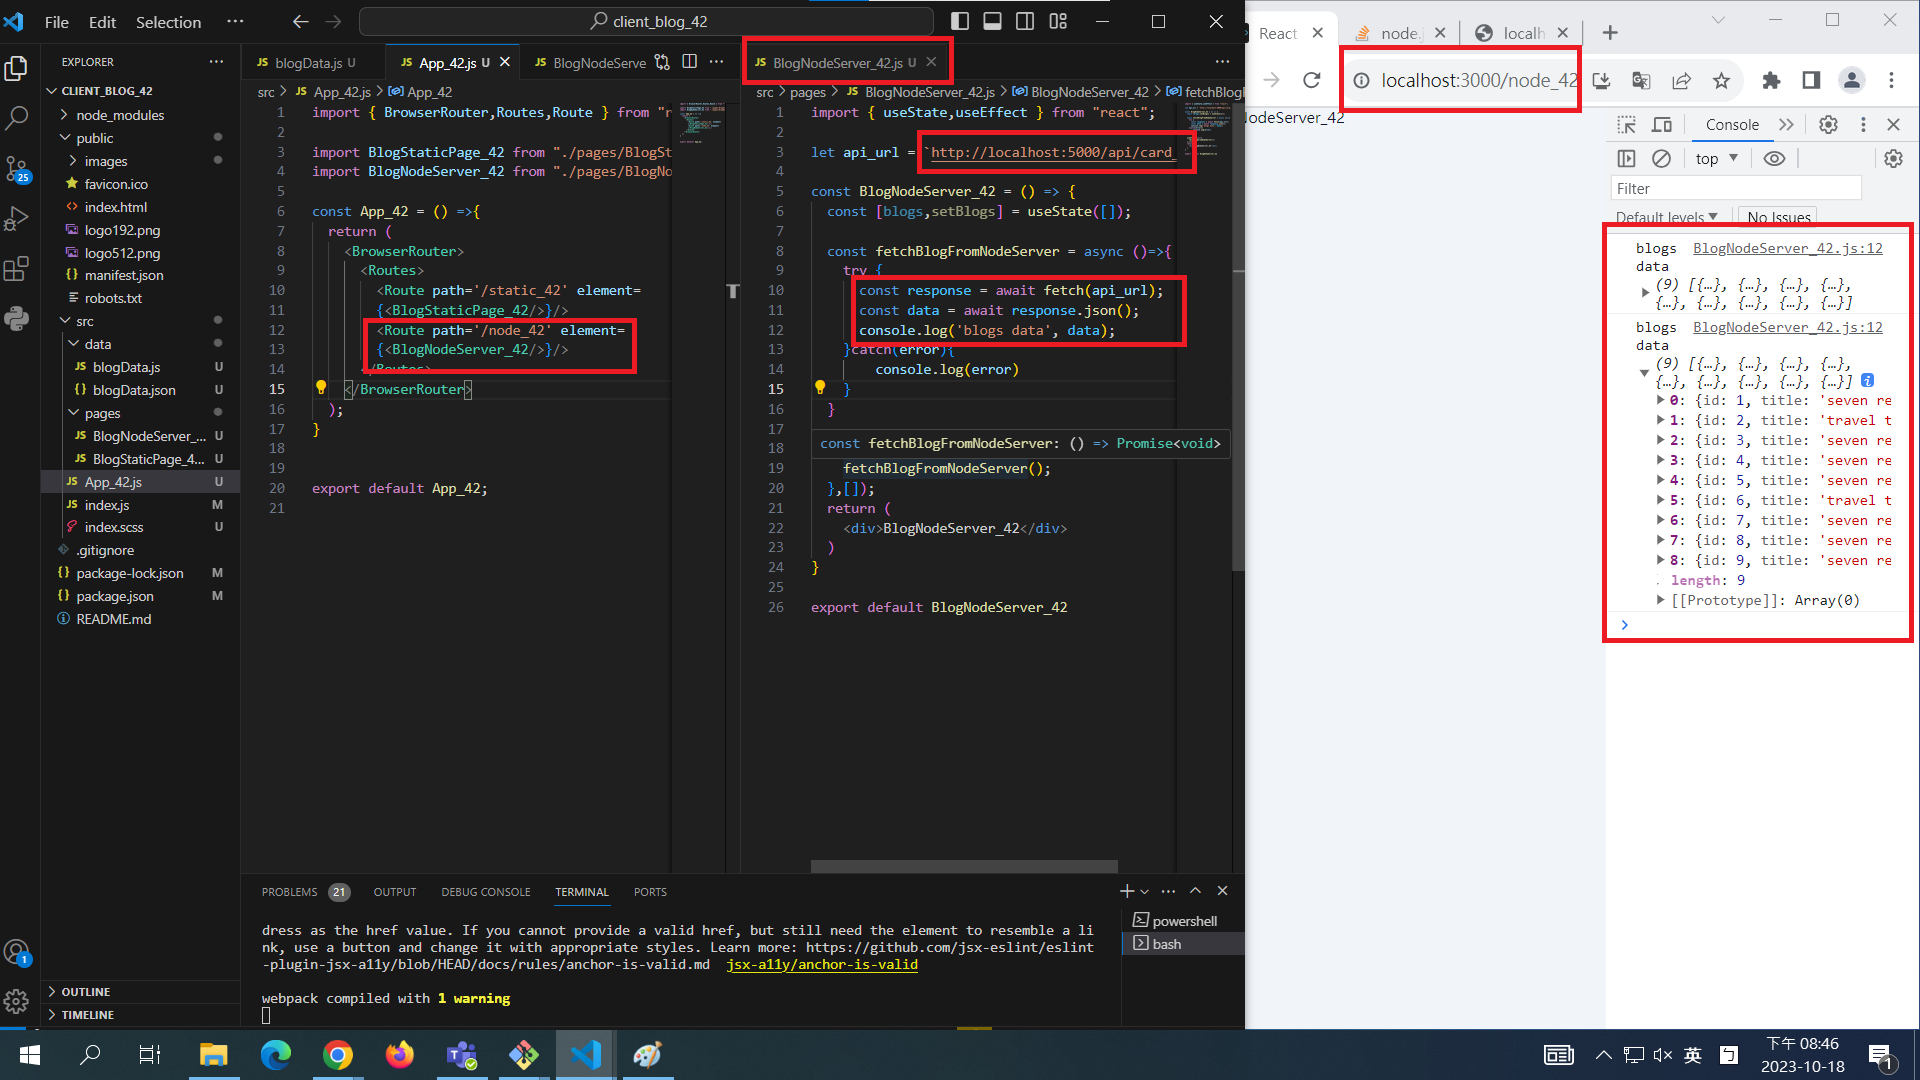 File Edit Selection ··· client_blog_42
EXPLORER
CLIENT_BLOG_42
node_modules
public
images
favicon.ico
index.html
logo192.png
logo512.png
manifest.json
robots.txt
src
data
blogData.js U
blogData.json U
pages
BlogNodeServer_... U
BlogStaticPage_4... U
App_42.js U
index.js M
index.scss U
.gitignore
package-lock.json M
package.json M
README.md
OUTLINE
TIMELINE
25
1
blogData.js U App_42.js U BlogNodeServe
src > App_42.js > App_42
1 import { BrowserRouter,Routes,Route } from "r
2
3 import BlogStaticPage_42 from "./pages/BlogSt
4 import BlogNodeServer_42 from "./pages/BlogNo
5
6 const App_42 = () =>{
7 return (
8 <BrowserRouter>
9 <Routes>
10 <Route path='/static_42' element=
11 {<BlogStaticPage_42/>}/>
12 <Route path='/node_42' element=
13 {<BlogNodeServer_42/>}/>
14 </Routes>
15 </BrowserRouter>
16 );
17 }
18
19
20 export default App_42;
21
BlogNodeServer_42.js U
src > pages > BlogNodeServer_42.js > BlogNodeServer_42 > fetchBlogI
1 import { useState,useEffect } from "react";
2
3 let api_url = `http://localhost:5000/api/card_
4
5 const BlogNodeServer_42 = () => {
6 const [blogs,setBlogs] = useState([]);
7
8 const fetchBlogFromNodeServer = async ()=>{
9 try {
10 const response = await fetch(api_url);
11 const data = await response.json();
12 console.log('blogs data', data);
13 }catch(error){
14 console.log(error)
15 }
16 }
17
const fetchBlogFromNodeServer: () => Promise<void>
18
19 fetchBlogFromNodeServer();
20 },[]);
21 return (
22 <div>BlogNodeServer_42</div>
23 )
24 }
25
26 export default BlogNodeServer_42
PROBLEMS 21 OUTPUT DEBUG CONSOLE TERMINAL PORTS
dress as the href value. If you cannot provide a valid href, but still need the element to resemble a li
nk, use a button and change it with appropriate styles. Learn more: https://github.com/jsx-eslint/eslint
-plugin-jsx-a11y/blob/HEAD/docs/rules/anchor-is-valid.md jsx-a11y/anchor-is-valid
webpack compiled with 1 warning
powershell
bash
React node.j localh
localhost:3000/node_42
NodeServer_42
Console
top
Filter
Default levels No Issues
blogs BlogNodeServer_42.js:12
data
(9) [{…}, {…}, {…}, {…},
{…}, {…}, {…}, {…}, {…}]
blogs BlogNodeServer_42.js:12
data
(9) [{…}, {…}, {…}, {…},
{…}, {…}, {…}, {…}, {…}] i
0: {id: 1, title: 'seven re
1: {id: 2, title: 'travel t
2: {id: 3, title: 'seven re
3: {id: 4, title: 'seven re
4: {id: 5, title: 'seven re
5: {id: 6, title: 'travel t
6: {id: 7, title: 'seven re
7: {id: 8, title: 'seven re
8: {id: 9, title: 'seven re
length: 9
[[Prototype]]: Array(0)
英 ㄅ 下午 08:46
2023-10-18
1